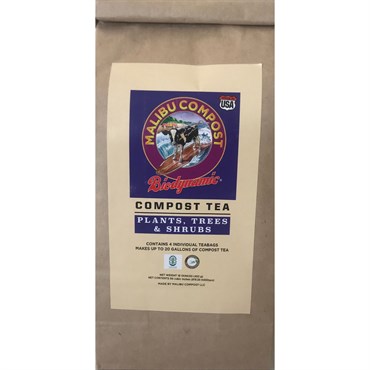 USA
MALIBU COMPOST
Biodynamic
COMPOST TEA
PLANTS, TREES
& SHRUBS
CONTAINS 4 INDIVIDUAL TEABAGS
MAKES UP TO 20 GALLONS OF COMPOST TEA
MADE BY MALIBU COMPOST LLC